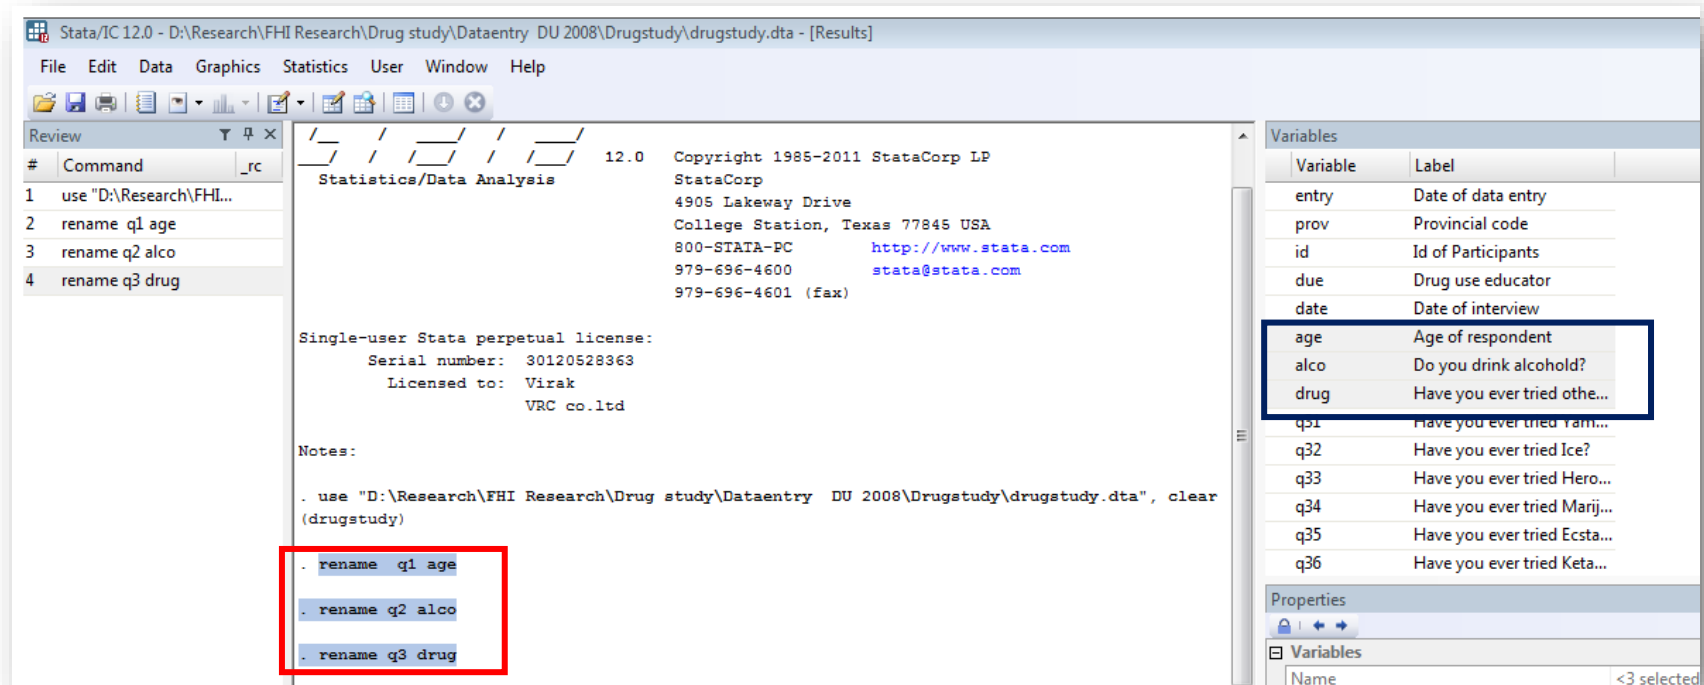 Stata/IC 12.0 - D:\Research\FHI Research\Drug study\Dataentry  DU 2008\Drugstudy\drugstudy.dta - [Results]
File Edit Data Graphics Statistics User Window Help
Review
# Command _rc
1 use "D:\Research\FHI...
2 rename  q1 age
3 rename q2 alco
4 rename q3 drug
12.0 Copyright 1985-2011 StataCorp LP
Statistics/Data Analysis StataCorp
4905 Lakeway Drive
College Station, Texas 77845 USA
800-STATA-PC http://www.stata.com
979-696-4600 stata@stata.com
979-696-4601 (fax)
Single-user Stata perpetual license:
Serial number: 30120528363
Licensed to: Virak
VRC co.ltd
Notes:
. use "D:\Research\FHI Research\Drug study\Dataentry  DU 2008\Drugstudy\drugstudy.dta", clear
(drugstudy)
. rename  q1 age
. rename q2 alco
. rename q3 drug
Variables
Variable Label
entry Date of data entry
prov Provincial code
id Id of Participants
due Drug use educator
date Date of interview
age Age of respondent
alco Do you drink alcohold?
drug Have you ever tried othe...
q31 Have you ever tried Yam...
q32 Have you ever tried Ice?
q33 Have you ever tried Hero...
q34 Have you ever tried Marij...
q35 Have you ever tried Ecsta...
q36 Have you ever tried Keta...
Properties
Variables
Name <3 selected